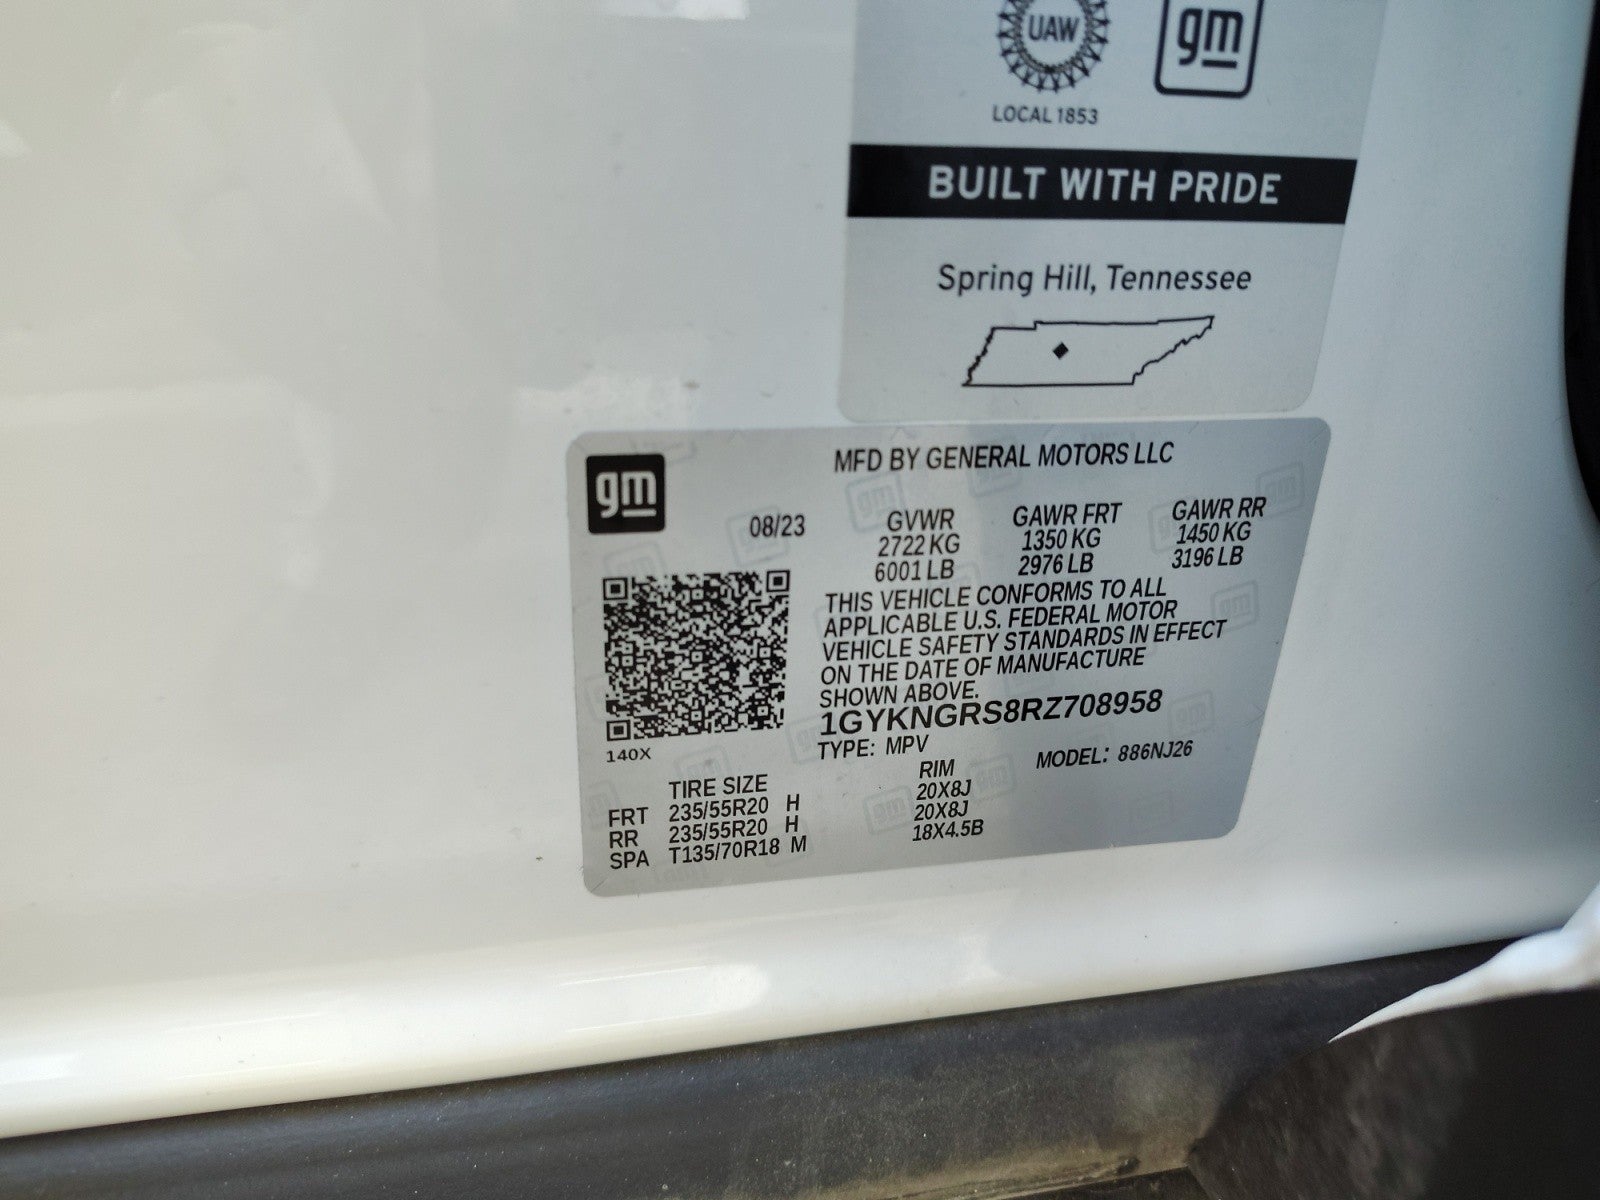 UAW
gm
LOCAL 1853
BUILT WITH PRIDE
Spring Hill, Tennessee
gm
MFD BY GENERAL MOTORS LLC
08/23
GVWR
2722 KG
6001 LB
GAWR FRT
1350 KG
2976 LB
GAWR RR
1450 KG
3196 LB
THIS VEHICLE CONFORMS TO ALL
APPLICABLE U.S. FEDERAL MOTOR
VEHICLE SAFETY STANDARDS IN EFFECT
ON THE DATE OF MANUFACTURE
SHOWN ABOVE.
1GYKNGRS8RZ708958
TYPE: MPV
MODEL: 886NJ26
140X
TIRE SIZE RIM
FRT 235/55R20 H 20X8J
RR 235/55R20 H 20X8J
SPA T135/70R18 M 18X4.5B